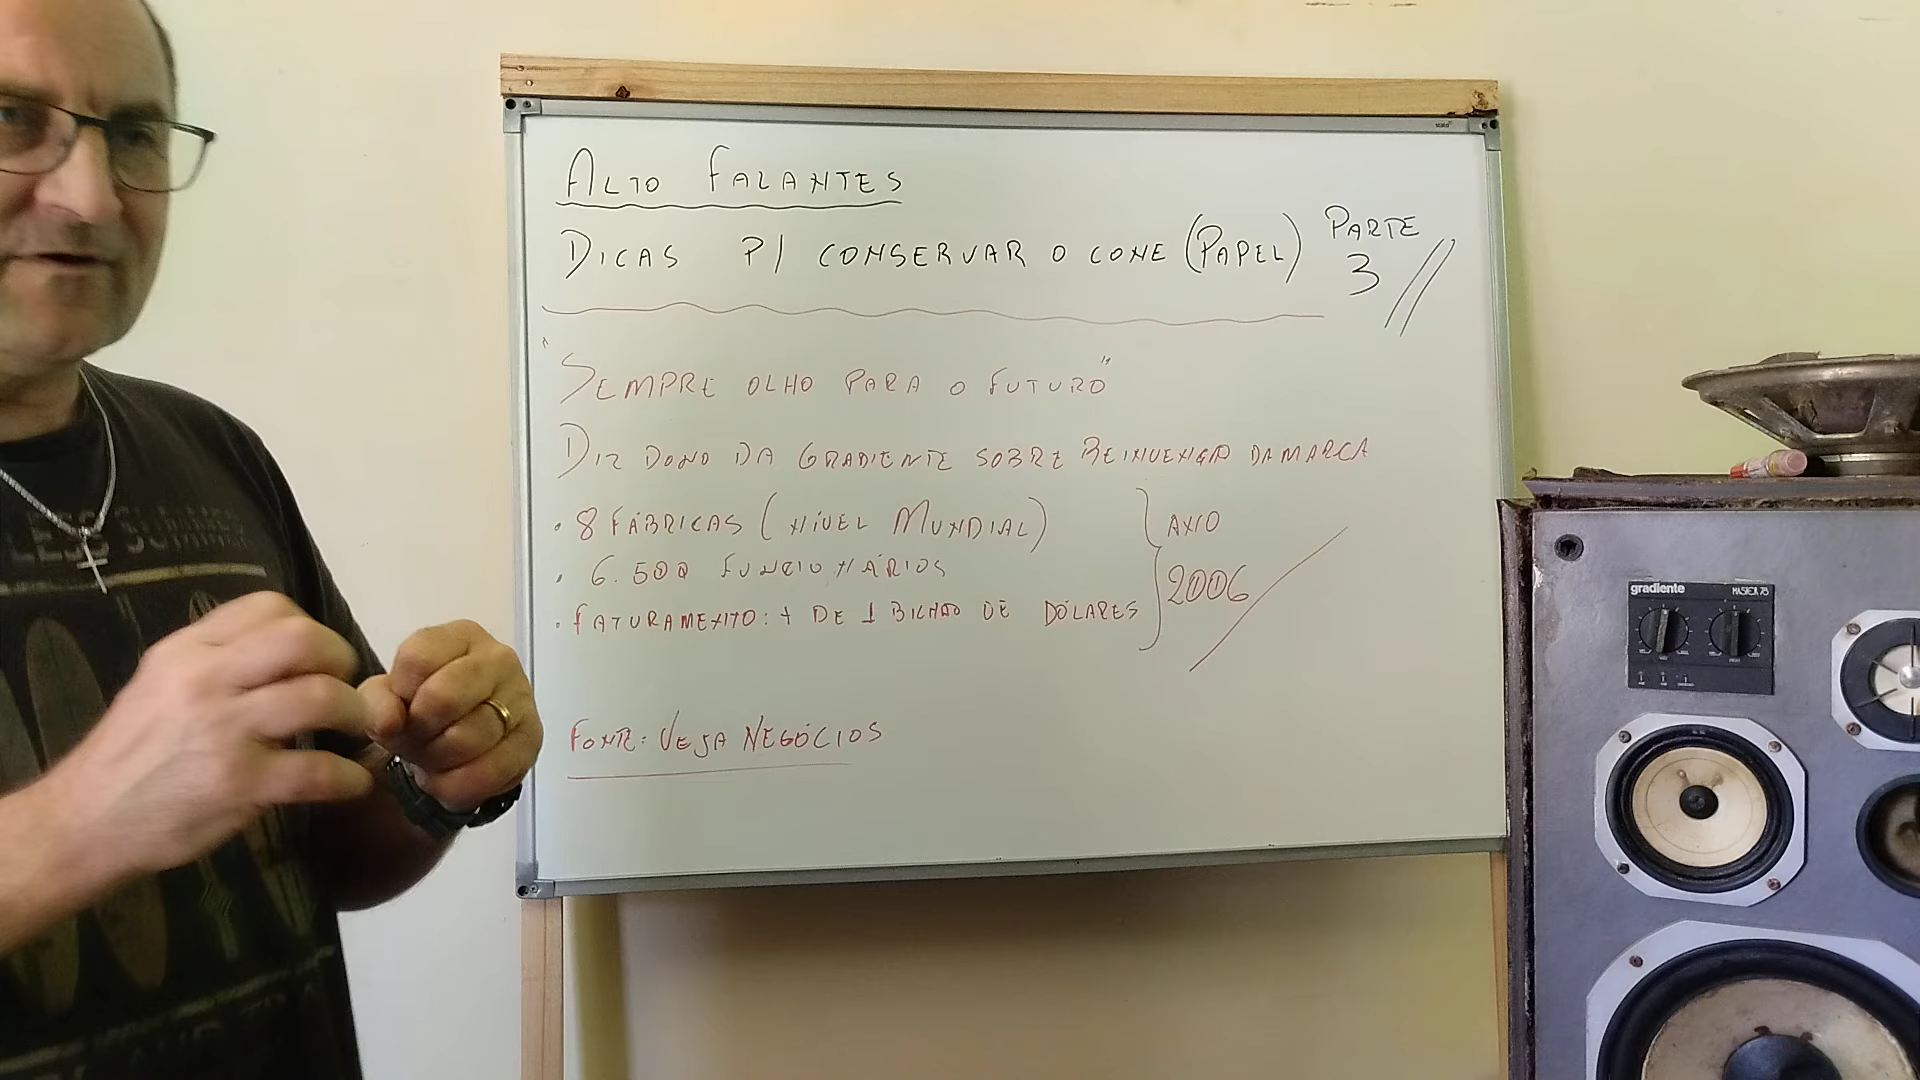 ALTO FALANTES
DICAS P/ CONSERVAR O CONE (PAPEL) PARTE 3
"SEMPRE OLHO PARA O FUTURO"
DIZ DONO DA GRADIENTE SOBRE REINVENÇÃO DA MARCA
• 8 FÁBRICAS (NÍVEL MUNDIAL)
• 6.500 FUNCIONÁRIOS
• FATURAMENTO: + DE 1 BILHÃO DE DÓLARES
ANO
2006
FONTE: VEJA NEGÓCIOS
gradiente MASTER 75